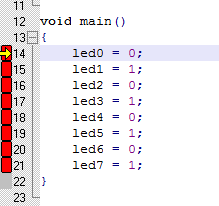 11
12 void main()
13 {
14 led0 = 0;
15 led1 = 1;
16 led2 = 0;
17 led3 = 1;
18 led4 = 0;
19 led5 = 1;
20 led6 = 0;
21 led7 = 1;
22 }
23